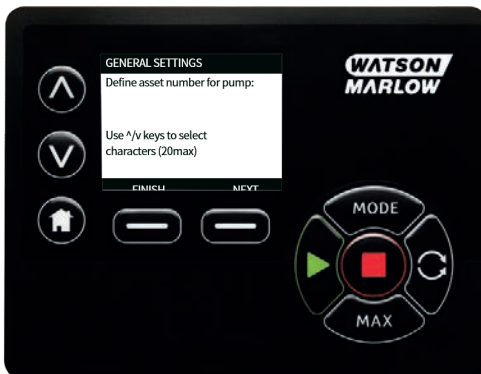 GENERAL SETTINGS
Define asset number for pump:
Use ^/v keys to select
characters (20max)
FINISH NEXT
WATSON
MARLOW
MODE
MAX